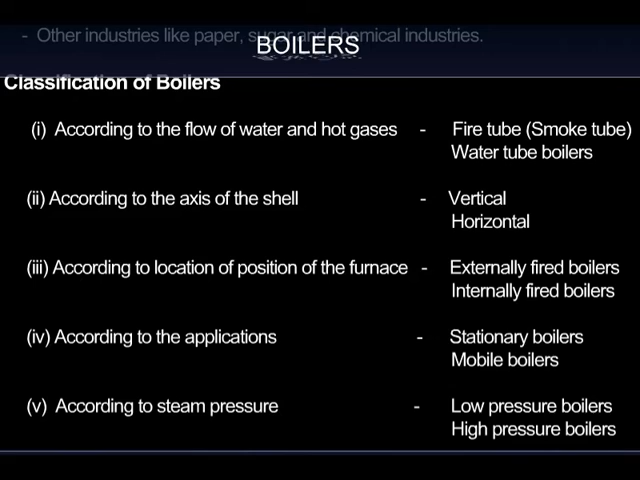 - Other industries like paper, sugar and chemical industries.
BOILERS
Classification of Boilers
(i) According to the flow of water and hot gases - Fire tube (Smoke tube)
Water tube boilers
(ii) According to the axis of the shell - Vertical
Horizontal
(iii) According to location of position of the furnace - Externally fired boilers
Internally fired boilers
(iv) According to the applications - Stationary boilers
Mobile boilers
(v) According to steam pressure - Low pressure boilers
High pressure boilers